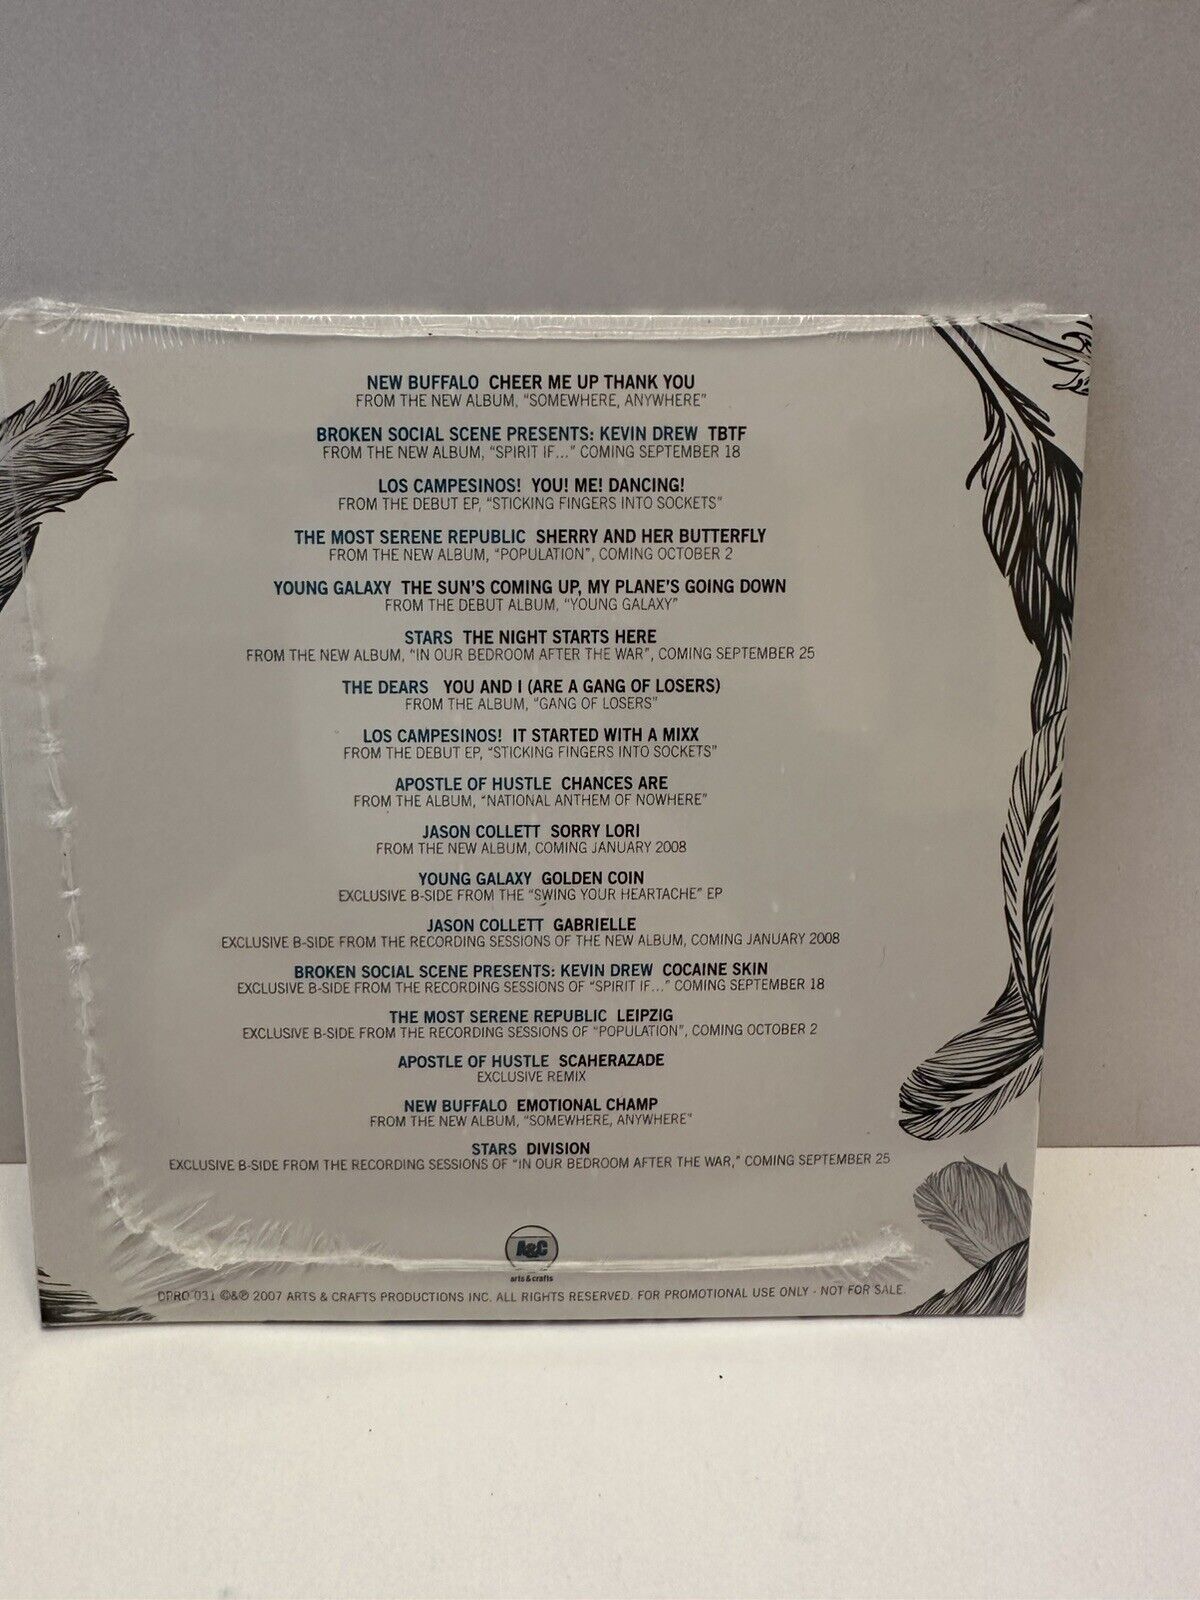 NEW BUFFALO CHEER ME UP THANK YOU
FROM THE NEW ALBUM, "SOMEWHERE, ANYWHERE"
BROKEN SOCIAL SCENE PRESENTS: KEVIN DREW TBTF
FROM THE NEW ALBUM, "SPIRIT IF..." COMING SEPTEMBER 18
LOS CAMPESINOS! YOU! ME! DANCING!
FROM THE DEBUT EP, "STICKING FINGERS INTO SOCKETS"
THE MOST SERENE REPUBLIC SHERRY AND HER BUTTERFLY
FROM THE NEW ALBUM, "POPULATION", COMING OCTOBER 2
YOUNG GALAXY THE SUN'S COMING UP, MY PLANE'S GOING DOWN
FROM THE DEBUT ALBUM, "YOUNG GALAXY"
STARS THE NIGHT STARTS HERE
FROM THE NEW ALBUM, "IN OUR BEDROOM AFTER THE WAR", COMING SEPTEMBER 25
THE DEARS YOU AND I (ARE A GANG OF LOSERS)
FROM THE ALBUM, "GANG OF LOSERS"
LOS CAMPESINOS! IT STARTED WITH A MIXX
FROM THE DEBUT EP, "STICKING FINGERS INTO SOCKETS"
APOSTLE OF HUSTLE CHANCES ARE
FROM THE ALBUM, "NATIONAL ANTHEM OF NOWHERE"
JASON COLLETT SORRY LORI
FROM THE NEW ALBUM, COMING JANUARY 2008
YOUNG GALAXY GOLDEN COIN
EXCLUSIVE B-SIDE FROM THE "SWING YOUR HEARTACHE" EP
JASON COLLETT GABRIELLE
EXCLUSIVE B-SIDE FROM THE RECORDING SESSIONS OF THE NEW ALBUM, COMING JANUARY 2008
BROKEN SOCIAL SCENE PRESENTS: KEVIN DREW COCAINE SKIN
EXCLUSIVE B-SIDE FROM THE RECORDING SESSIONS OF "SPIRIT IF..." COMING SEPTEMBER 18
THE MOST SERENE REPUBLIC LEIPZIG
EXCLUSIVE B-SIDE FROM THE RECORDING SESSIONS OF "POPULATION", COMING OCTOBER 2
APOSTLE OF HUSTLE SCAHERAZADE
EXCLUSIVE REMIX
NEW BUFFALO EMOTIONAL CHAMP
FROM THE NEW ALBUM, "SOMEWHERE, ANYWHERE"
STARS DIVISION
EXCLUSIVE B-SIDE FROM THE RECORDING SESSIONS OF "IN OUR BEDROOM AFTER THE WAR," COMING SEPTEMBER 25
A&C
arts & crafts
DPRO 031 ©&℗ 2007 ARTS & CRAFTS PRODUCTIONS INC. ALL RIGHTS RESERVED. FOR PROMOTIONAL USE ONLY - NOT FOR SALE.